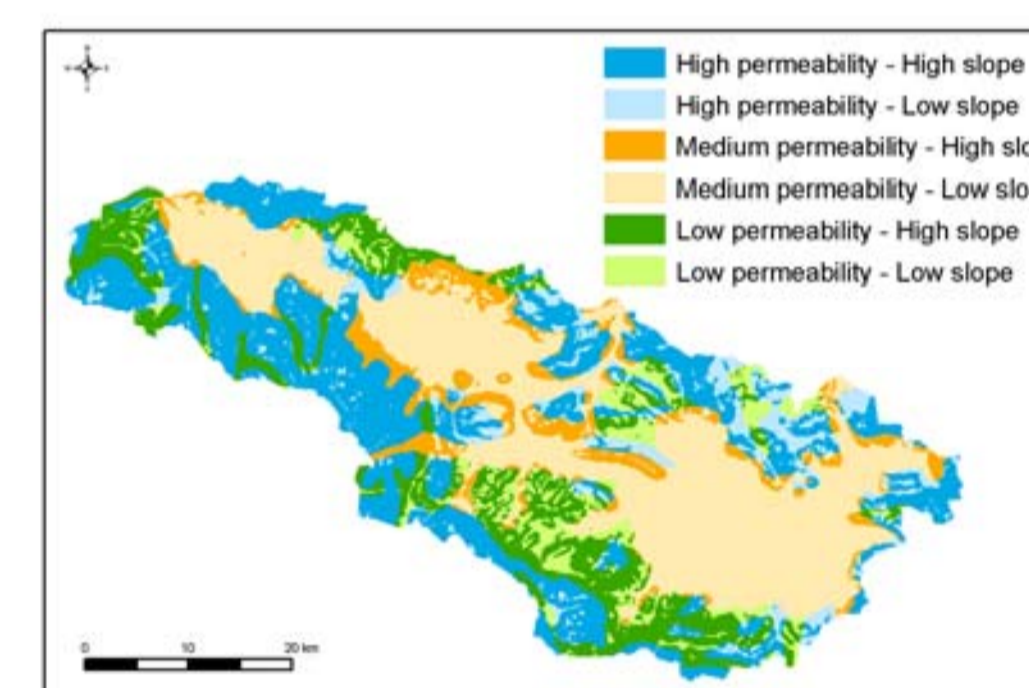 High permeability - High slope
High permeability - Low slope
Medium permeability - High slo
Medium permeability - Low slo
Low permeability - High slope
Low permeability - Low slope
0 10 20 km